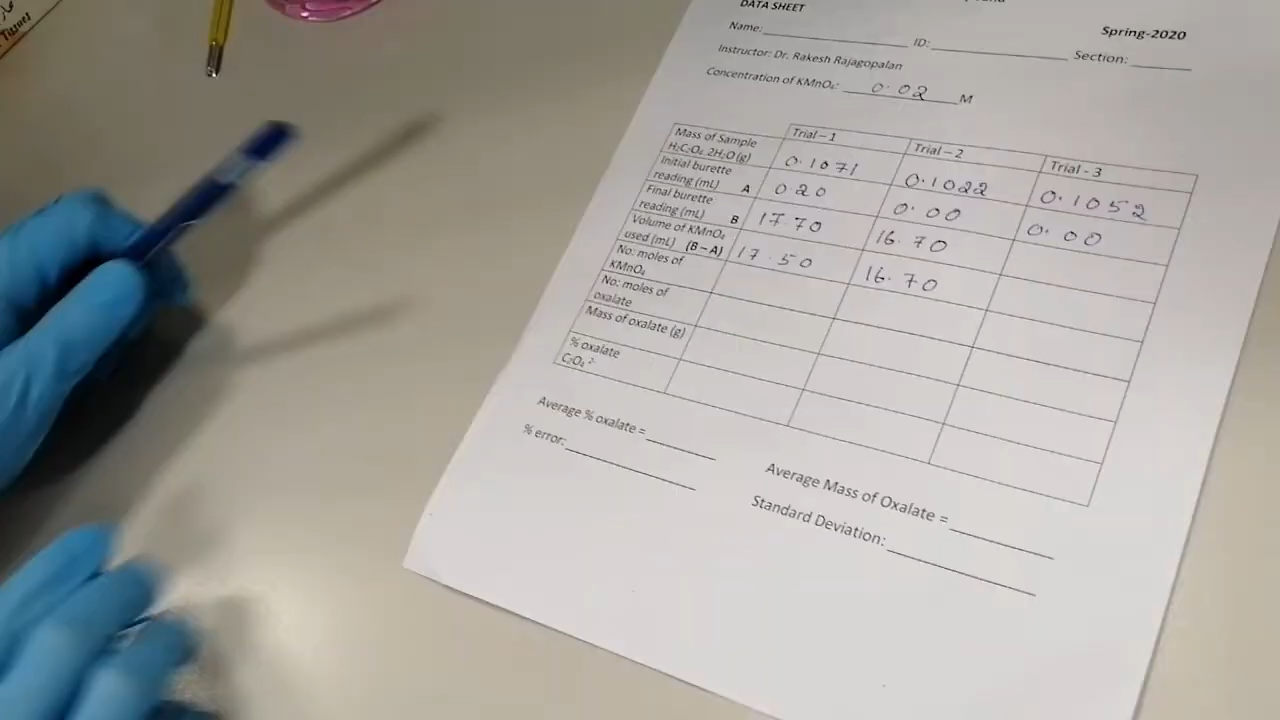 Tissues
DATA SHEET
Spring-2020
Name: ID: Section:
Instructor: Dr. Rakesh Rajagopalan
Concentration of KMnO₄: 0.02 M
Trial – 1 Trial – 2 Trial - 3
Mass of Sample
H₂C₂O₄.2H₂O (g) 0.1071 0.1022 0.1052
Initial burette
reading (mL) A 0 20 0.00 0.00
Final burette
reading (mL) B 17.70 16.70
Volume of KMnO₄
used (mL) (B – A) 17.50 16.70
No: moles of
KMnO₄
No: moles of
oxalate
Mass of oxalate (g)
% oxalate
C₂O₄ ²⁻
Average % oxalate =
% error:
Average Mass of Oxalate =
Standard Deviation: